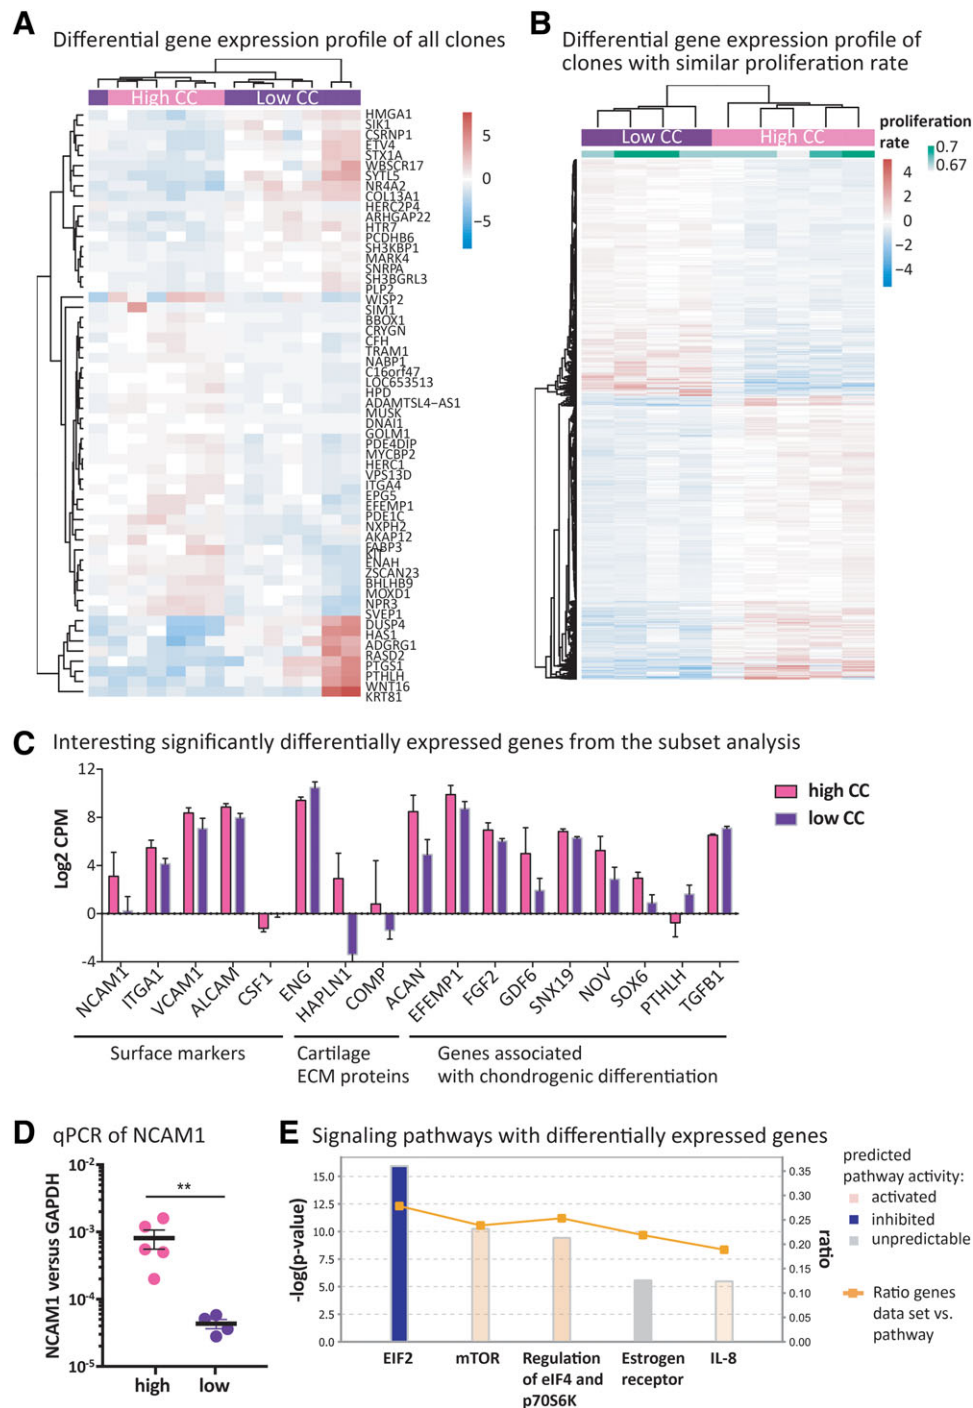 A Differential gene expression profile of all clones
High CC
Low CC
HMGA1
SIK1
CSRNP1
ETV4
STX1A
WBSCR17
SYTL5
NR4A2
COL13A1
HERC2P4
ARHGAP22
HTR7
PCDHB6
SH3KBP1
MARK4
SNRPA
SH3BGRL3
PLP2
WISP2
SIM1
BBOX1
CRYGN
CFH
TRAM1
NABP1
C16orf47
LOC653513
HPD
ADAMTSL4−AS1
MUSK
DNAI1
GOLM1
PDE4DIP
MYCBP2
HERC1
VPS13D
ITGA4
EPG5
EFEMP1
PDE1C
NXPH2
AKAP12
FABP3
KIT
ENAH
ZSCAN23
BHLHB9
MOXD1
NPR3
SVEP1
DUSP4
HAS1
ADGRG1
RASD2
PTGS1
PTHLH
WNT16
KRT81
5
0
−5
B Differential gene expression profile of
clones with similar proliferation rate
Low CC
High CC
proliferation
rate
0.7
0.67
4
2
0
−2
−4
C Interesting significantly differentially expressed genes from the subset analysis
Log2 CPM
12
8
4
0
-4
high CC
low CC
NCAM1
ITGA1
VCAM1
ALCAM
CSF1
ENG
HAPLN1
COMP
ACAN
EFEMP1
FGF2
GDF6
SNX19
NOV
SOX6
PTHLH
TGFB1
Surface markers
Cartilage
ECM proteins
Genes associated
with chondrogenic differentiation
D qPCR of NCAM1
NCAM1 versus GAPDH
10-2
10-3
10-4
10-5
**
high
low
E Signaling pathways with differentially expressed genes
-log(p-value)
15.0
12.5
10.0
7.5
5.0
2.5
0.0
0.35
0.30
0.25
0.20
0.15
0.10
0.05
0.00
ratio
EIF2
mTOR
Regulation
of eIF4 and
p70S6K
Estrogen
receptor
IL-8
predicted
pathway activity:
activated
inhibited
unpredictable
Ratio genes
data set vs.
pathway